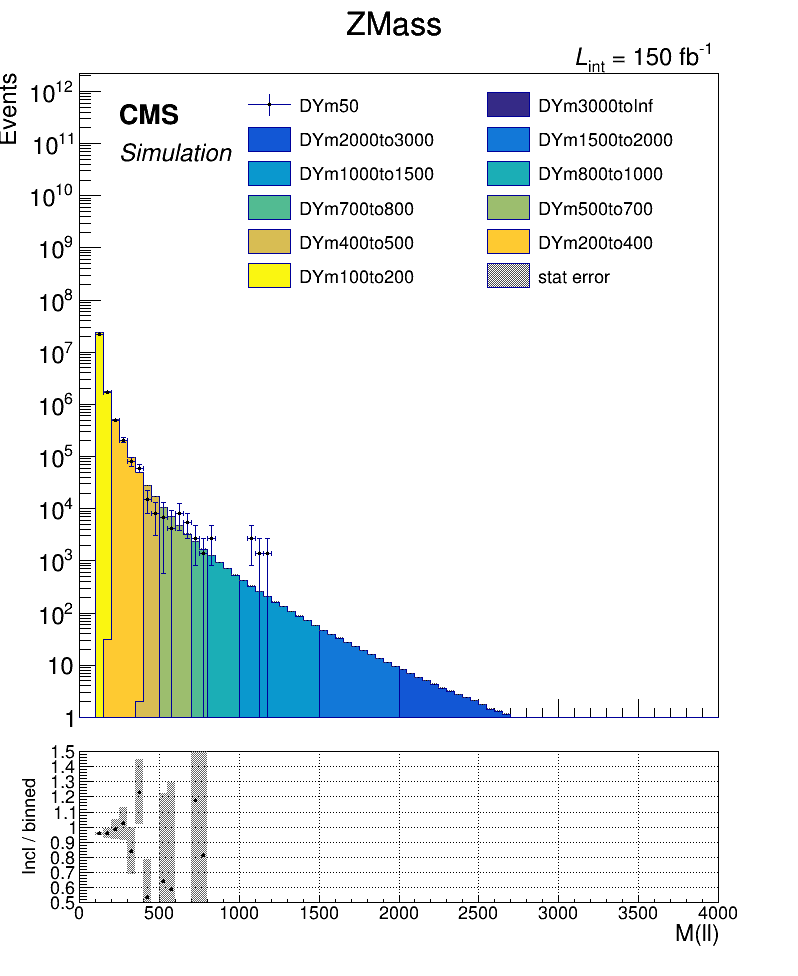 ZMass
L_int = 150 fb^-1
Events
CMS
Simulation
DYm50
DYm3000toInf
DYm2000to3000
DYm1500to2000
DYm1000to1500
DYm800to1000
DYm700to800
DYm500to700
DYm400to500
DYm200to400
DYm100to200
stat error
10^12
10^11
10^10
10^9
10^8
10^7
10^6
10^5
10^4
10^3
10^2
10
1
Incl / binned
1.5
1.4
1.3
1.2
1.1
1
0.9
0.8
0.7
0.6
0.5
0 500 1000 1500 2000 2500 3000 3500 4000
M(ll)